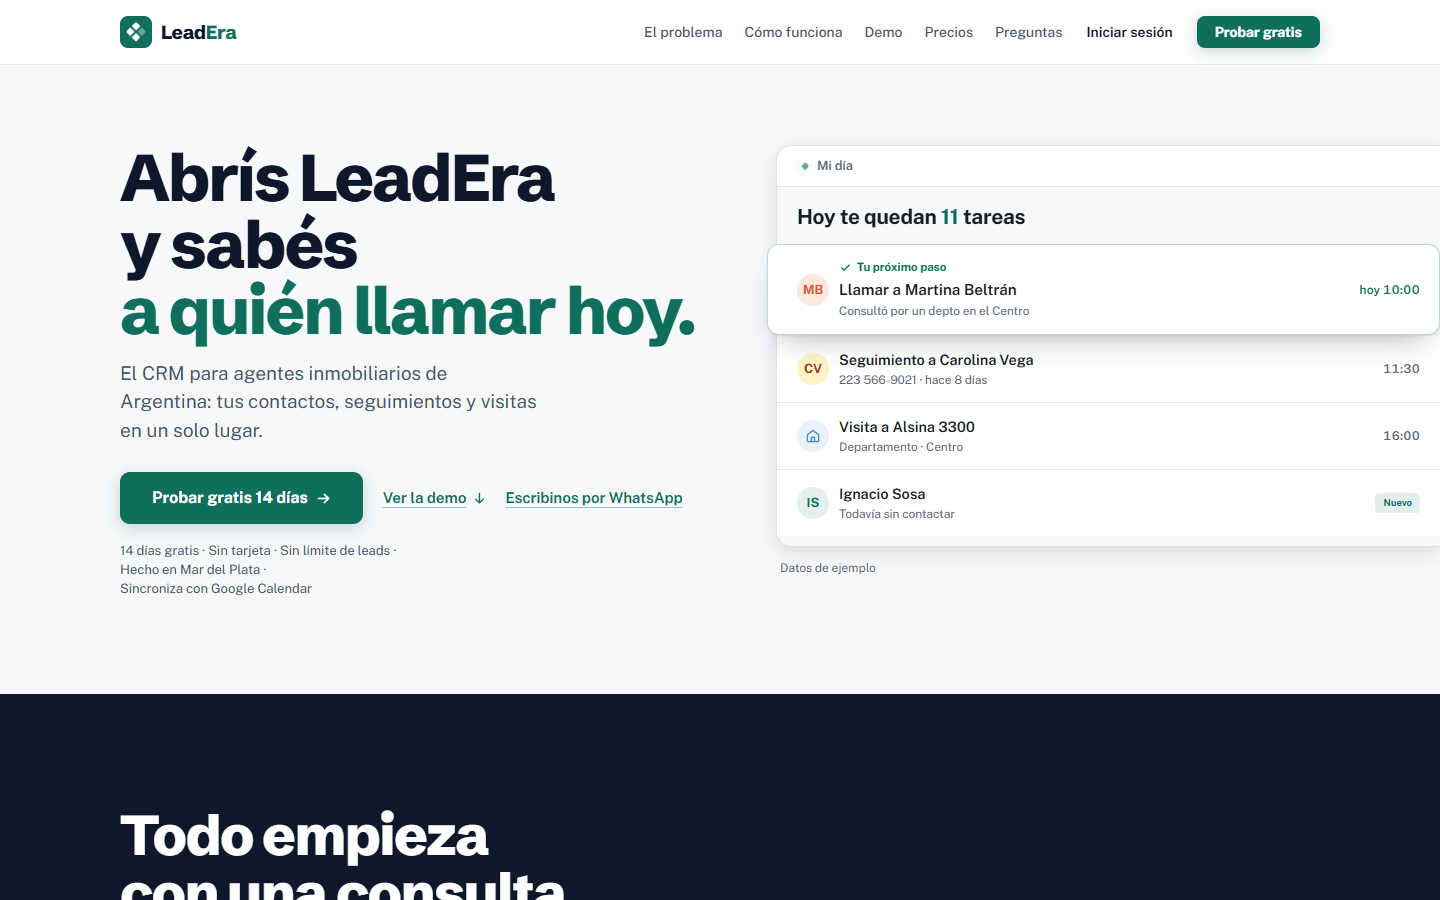 LeadEra
El problema
Cómo funciona
Demo
Precios
Preguntas
Iniciar sesión
Probar gratis
Abrís LeadEra
y sabés
a quién llamar hoy.
El CRM para agentes inmobiliarios de
Argentina: tus contactos, seguimientos y visitas
en un solo lugar.
Probar gratis 14 días →
Ver la demo ↓
Escribinos por WhatsApp
14 días gratis · Sin tarjeta · Sin límite de leads ·
Hecho en Mar del Plata ·
Sincroniza con Google Calendar
Mi día
Hoy te quedan 11 tareas
Tu próximo paso
MB
Llamar a Martina Beltrán
Consultó por un depto en el Centro
hoy 10:00
CV
Seguimiento a Carolina Vega
223 566-9021 · hace 8 días
11:30
Visita a Alsina 3300
Departamento · Centro
16:00
IS
Ignacio Sosa
Todavía sin contactar
Nuevo
Datos de ejemplo
Todo empieza
con una consulta